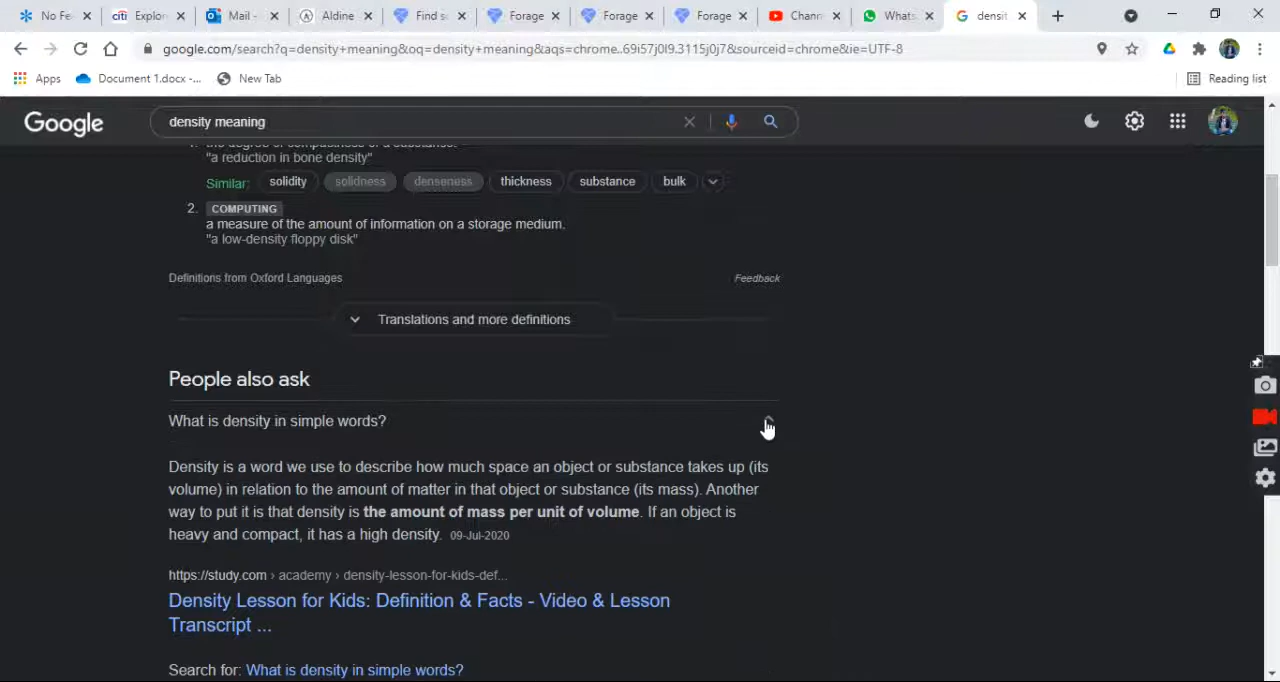 No Fe
Explor
Mail -
Aldine
Find s
Forage
Forage
Forage
Chann
Whats
densit
google.com/search?q=density+meaning&oq=density+meaning&aqs=chrome..69i57j0l9.3115j0j7&sourceid=chrome&ie=UTF-8
Apps
Document 1.docx -...
New Tab
Reading list
Google
density meaning
1. the degree of compactness of a substance.
"a reduction in bone density"
Similar: solidity solidness denseness thickness substance bulk
2. COMPUTING
a measure of the amount of information on a storage medium.
"a low-density floppy disk"
Definitions from Oxford Languages
Feedback
Translations and more definitions
People also ask
What is density in simple words?
Density is a word we use to describe how much space an object or substance takes up (its
volume) in relation to the amount of matter in that object or substance (its mass). Another
way to put it is that density is the amount of mass per unit of volume. If an object is
heavy and compact, it has a high density. 09-Jul-2020
https://study.com › academy › density-lesson-for-kids-def...
Density Lesson for Kids: Definition & Facts - Video & Lesson
Transcript ...
Search for: What is density in simple words?